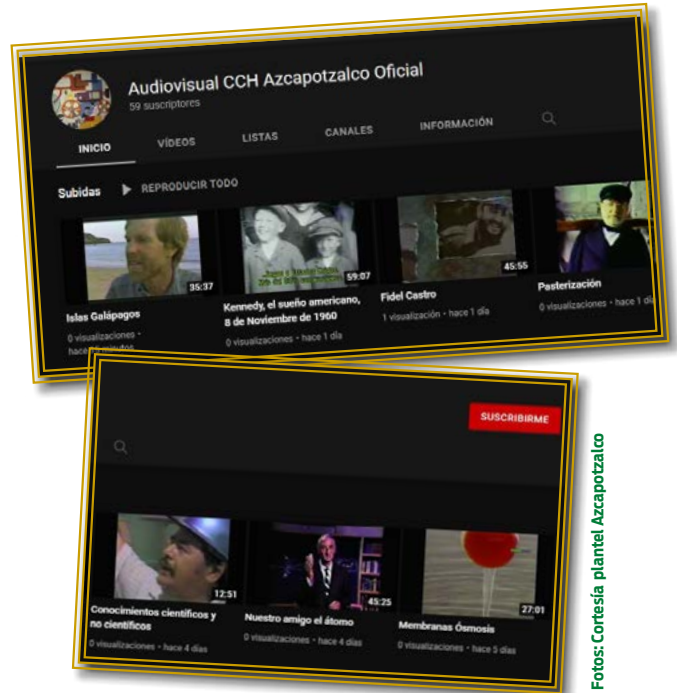 Audiovisual CCH Azcapotzalco Oficial
59 suscriptores
INICIO VÍDEOS LISTAS CANALES INFORMACIÓN
Subidas REPRODUCIR TODO
35:37 59:07 45:55
Islas Galápagos
0 visualizaciones •
hace minutos
Kennedy, el sueño americano,
8 de Noviembre de 1960
0 visualizaciones • hace 1 día
Fidel Castro
1 visualización • hace 1 día
Pasterización
0 visualizaciones • hace 1
SUSCRIBIRME
12:51 45:25 27:01
Conocimientos científicos y
no científicos
0 visualizaciones • hace 4 días
Nuestro amigo el átomo
0 visualizaciones • hace 4 días
Membranas Ósmosis
0 visualizaciones • hace 5 días
Fotos: Cortesía plantel Azcapotzalco